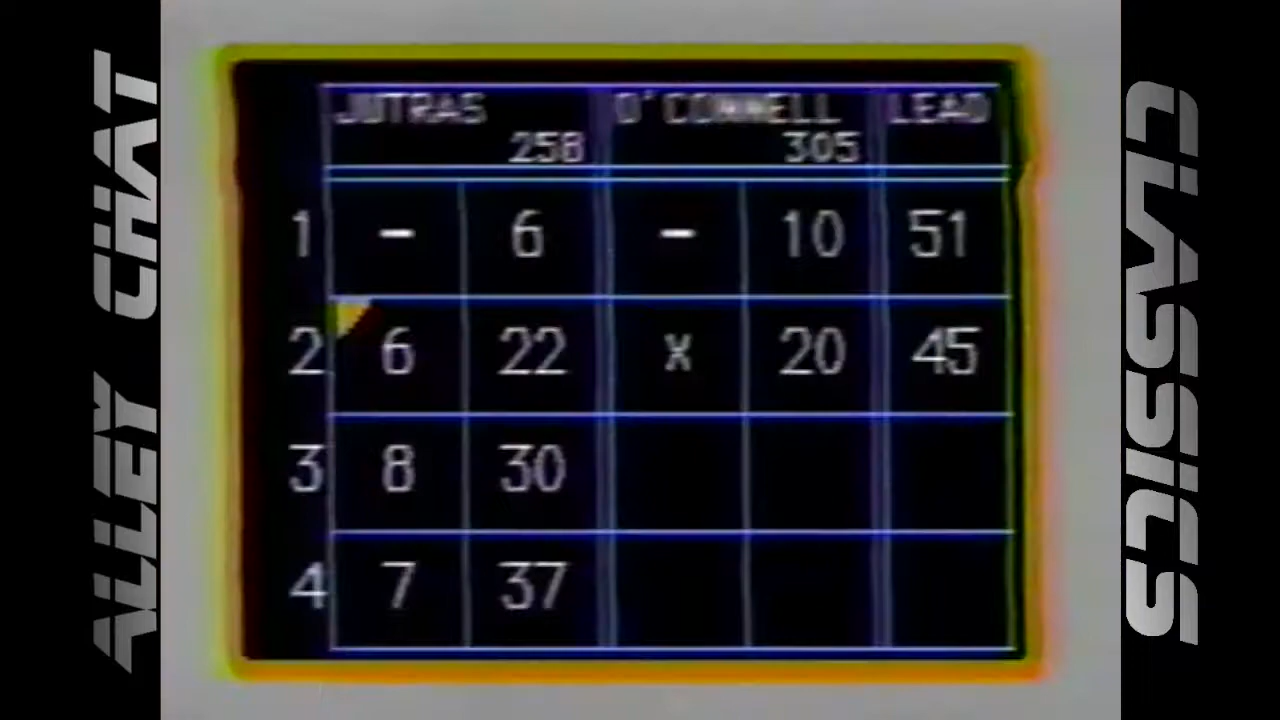 ALLEY CHAT
JUTRAS O'CONNELL LEAD
258 305
1 - 6 - 10 51
2 6 22 X 20 45
3 8 30
4 7 37
CLASSICS